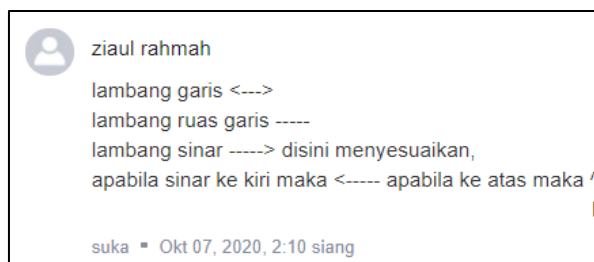 ziaul rahmah
lambang garis <--->
lambang ruas garis -----
lambang sinar -----> disini menyesuaikan,
apabila sinar ke kiri maka <----- apabila ke atas maka ^
suka ▪ Okt 07, 2020, 2:10 siang